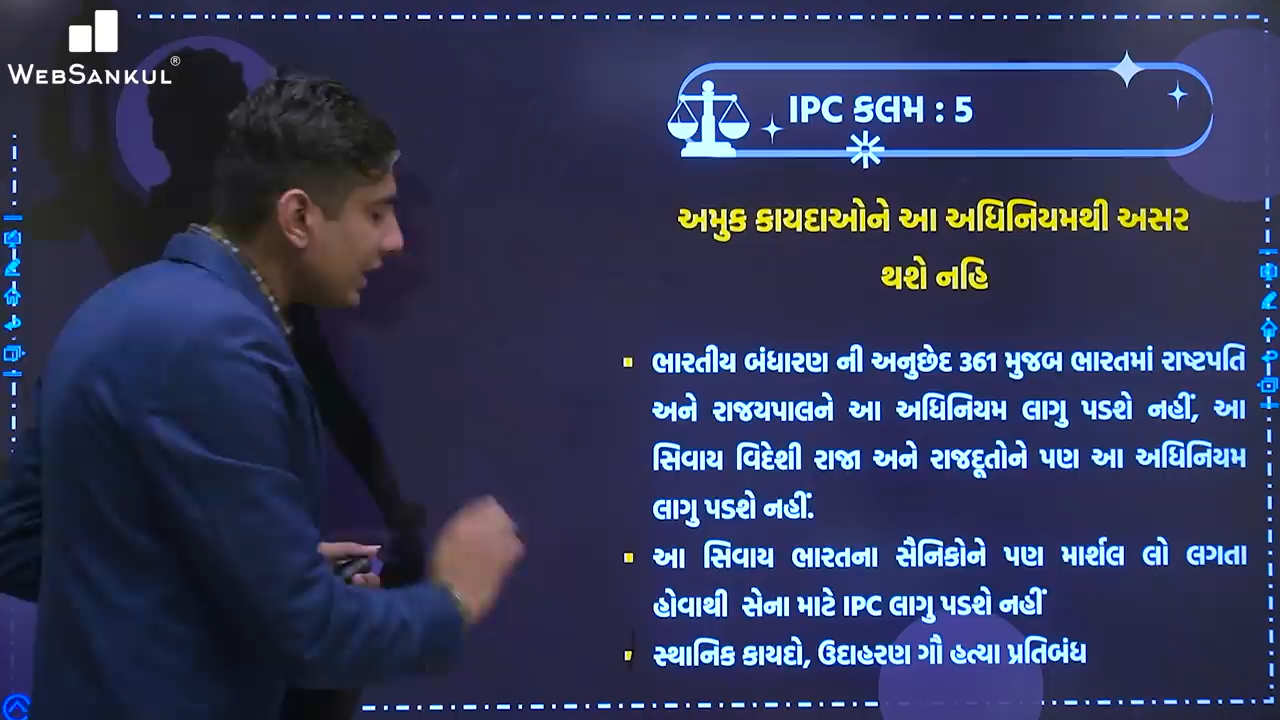 WEBSANKUL®
IPC કલમ : 5
અમુક કાયદાઓને આ અધિનિયમથી અસર
થશે નહિ
ભારતીય બંધારણ ની અનુછેદ 361 મુજબ ભારતમાં રાષ્ટપતિ
અને રાજયપાલને આ અધિનિયમ લાગુ પડશે નહીં, આ
સિવાય વિદેશી રાજા અને રાજદૂતોને પણ આ અધિનિયમ
લાગુ પડશે નહીં.
આ સિવાય ભારતના સૈનિકોને પણ માર્શલ લો લગતા
હોવાથી સેના માટે IPC લાગુ પડશે નહીં
સ્થાનિક કાયદો, ઉદાહરણ ગૌ હત્યા પ્રતિબંધ